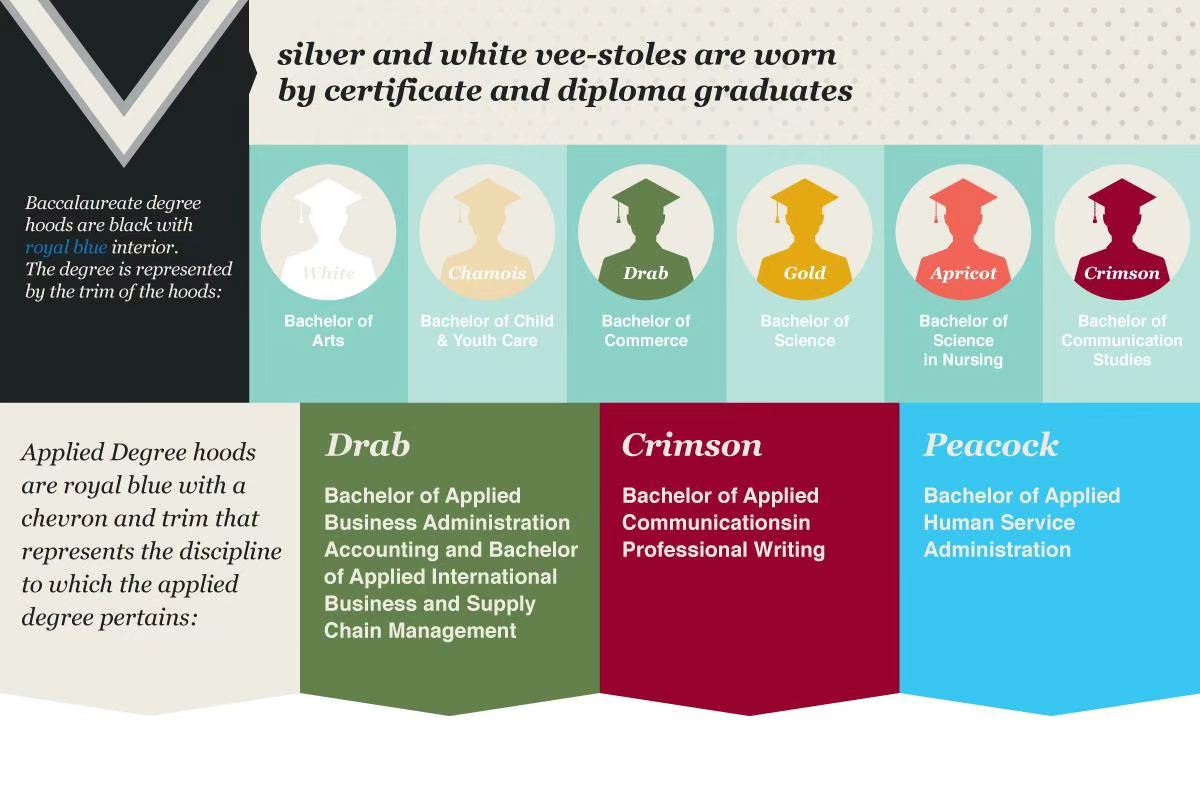 silver and white vee-stoles are worn
by certificate and diploma graduates
Baccalaureate degree
hoods are black with
royal blue interior.
The degree is represented
by the trim of the hoods:
White
Bachelor of
Arts
Chamois
Bachelor of Child
& Youth Care
Drab
Bachelor of
Commerce
Gold
Bachelor of
Science
Apricot
Bachelor of
Science
in Nursing
Crimson
Bachelor of
Communication
Studies
Applied Degree hoods
are royal blue with a
chevron and trim that
represents the discipline
to which the applied
degree pertains:
Drab
Bachelor of Applied
Business Administration
Accounting and Bachelor
of Applied International
Business and Supply
Chain Management
Crimson
Bachelor of Applied
Communicationsin
Professional Writing
Peacock
Bachelor of Applied
Human Service
Administration